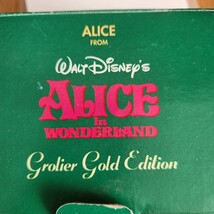 ALICE
FROM
WALT DISNEY'S
ALICE
in
WONDERLAND
Grolier Gold Edition